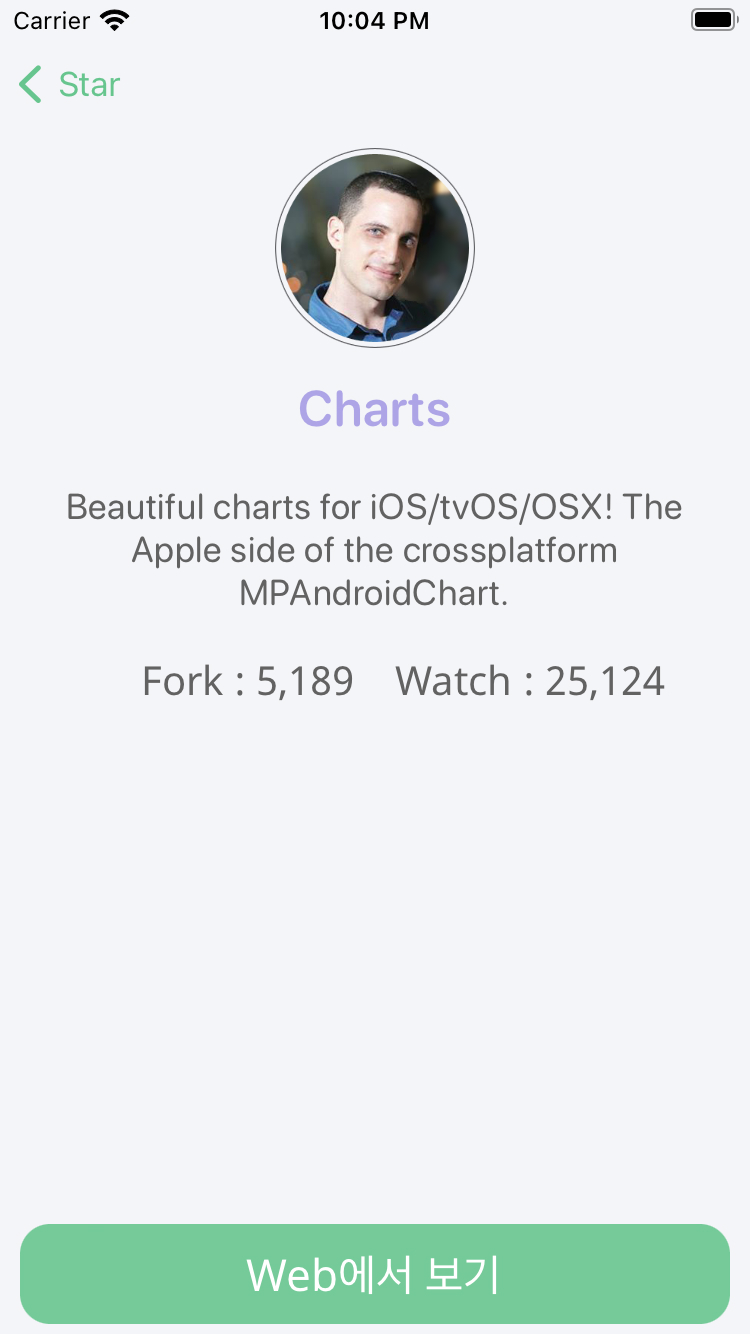 Carrier 10:04 PM
Star
Charts
Beautiful charts for iOS/tvOS/OSX! The
Apple side of the crossplatform
MPAndroidChart.
Fork : 5,189 Watch : 25,124
Web에서 보기